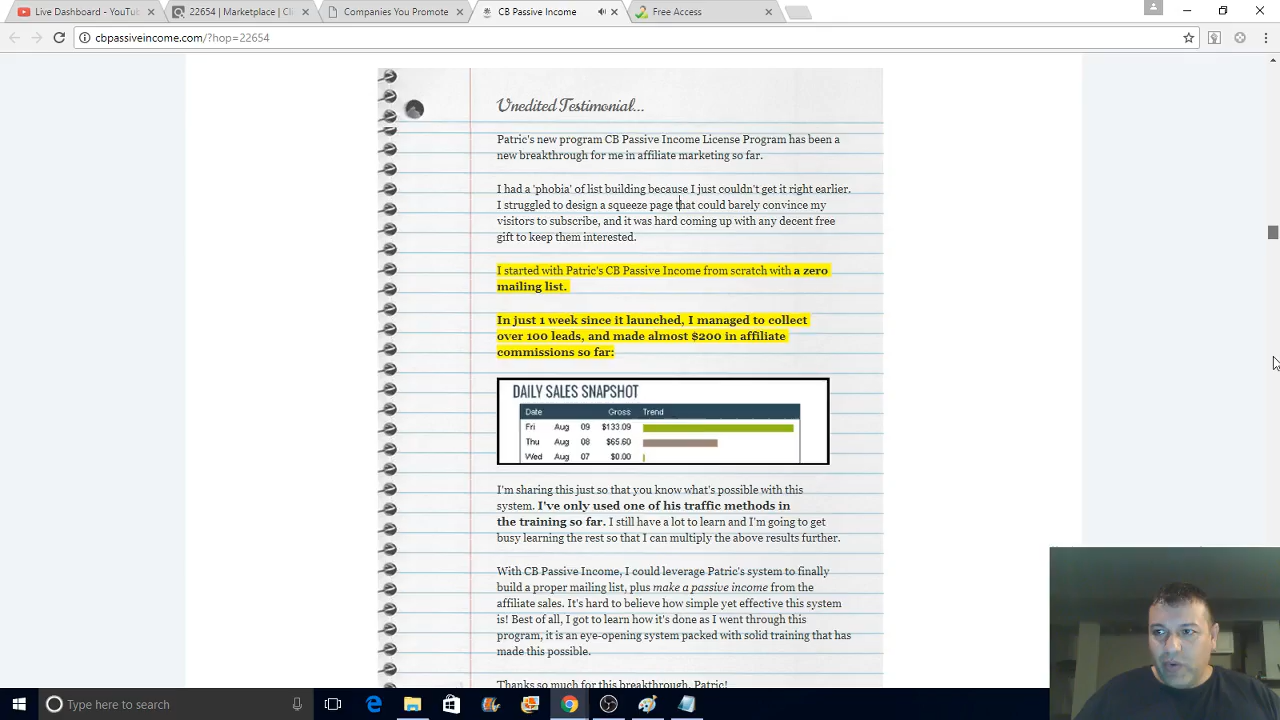 Live Dashboard - YouTu
22654 | Marketplace | Cli
Companies You Promote
CB Passive Income
Free Access
cbpassiveincome.com/?hop=22654
Unedited Testimonial...
Patric's new program CB Passive Income License Program has been a
new breakthrough for me in affiliate marketing so far.
I had a 'phobia' of list building because I just couldn't get it right earlier.
I struggled to design a squeeze page that could barely convince my
visitors to subscribe, and it was hard coming up with any decent free
gift to keep them interested.
I started with Patric's CB Passive Income from scratch with a zero
mailing list.
In just 1 week since it launched, I managed to collect
over 100 leads, and made almost $200 in affiliate
commissions so far:
DAILY SALES SNAPSHOT
Date Gross Trend
Fri Aug 09 $133.09
Thu Aug 08 $65.60
Wed Aug 07 $0.00
I'm sharing this just so that you know what's possible with this
system. I've only used one of his traffic methods in
the training so far. I still have a lot to learn and I'm going to get
busy learning the rest so that I can multiply the above results further.
With CB Passive Income, I could leverage Patric's system to finally
build a proper mailing list, plus make a passive income from the
affiliate sales. It's hard to believe how simple yet effective this system
is! Best of all, I got to learn how it's done as I went through this
program, it is an eye-opening system packed with solid training that has
made this possible.
Thanks so much for this breakthrough, Patric!
Type here to search